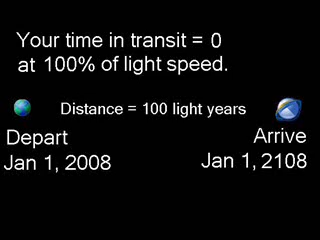 Your time in transit = 0
at 100% of light speed.
Distance = 100 light years
Depart
Arrive
Jan 1, 2008
Jan 1, 2108